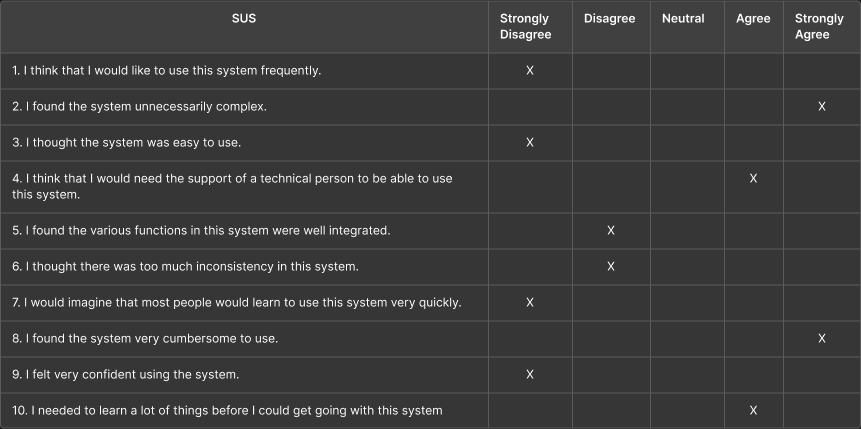 SUS Strongly Disagree Disagree Neutral Agree Strongly Agree
1. I think that I would like to use this system frequently. X
2. I found the system unnecessarily complex. X
3. I thought the system was easy to use. X
4. I think that I would need the support of a technical person to be able to use
this system. X
5. I found the various functions in this system were well integrated. X
6. I thought there was too much inconsistency in this system. X
7. I would imagine that most people would learn to use this system very quickly. X
8. I found the system very cumbersome to use. X
9. I felt very confident using the system. X
10. I needed to learn a lot of things before I could get going with this system X